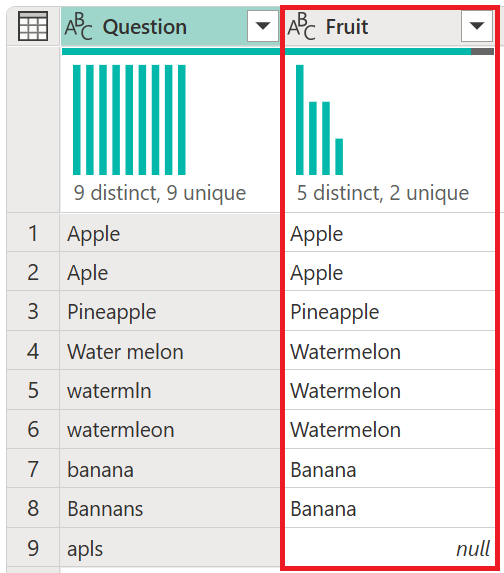 ABC Question ABC Fruit
9 distinct, 9 unique 5 distinct, 2 unique
1 Apple Apple
2 Aple Apple
3 Pineapple Pineapple
4 Water melon Watermelon
5 watermln Watermelon
6 watermleon Watermelon
7 banana Banana
8 Bannans Banana
9 apls null